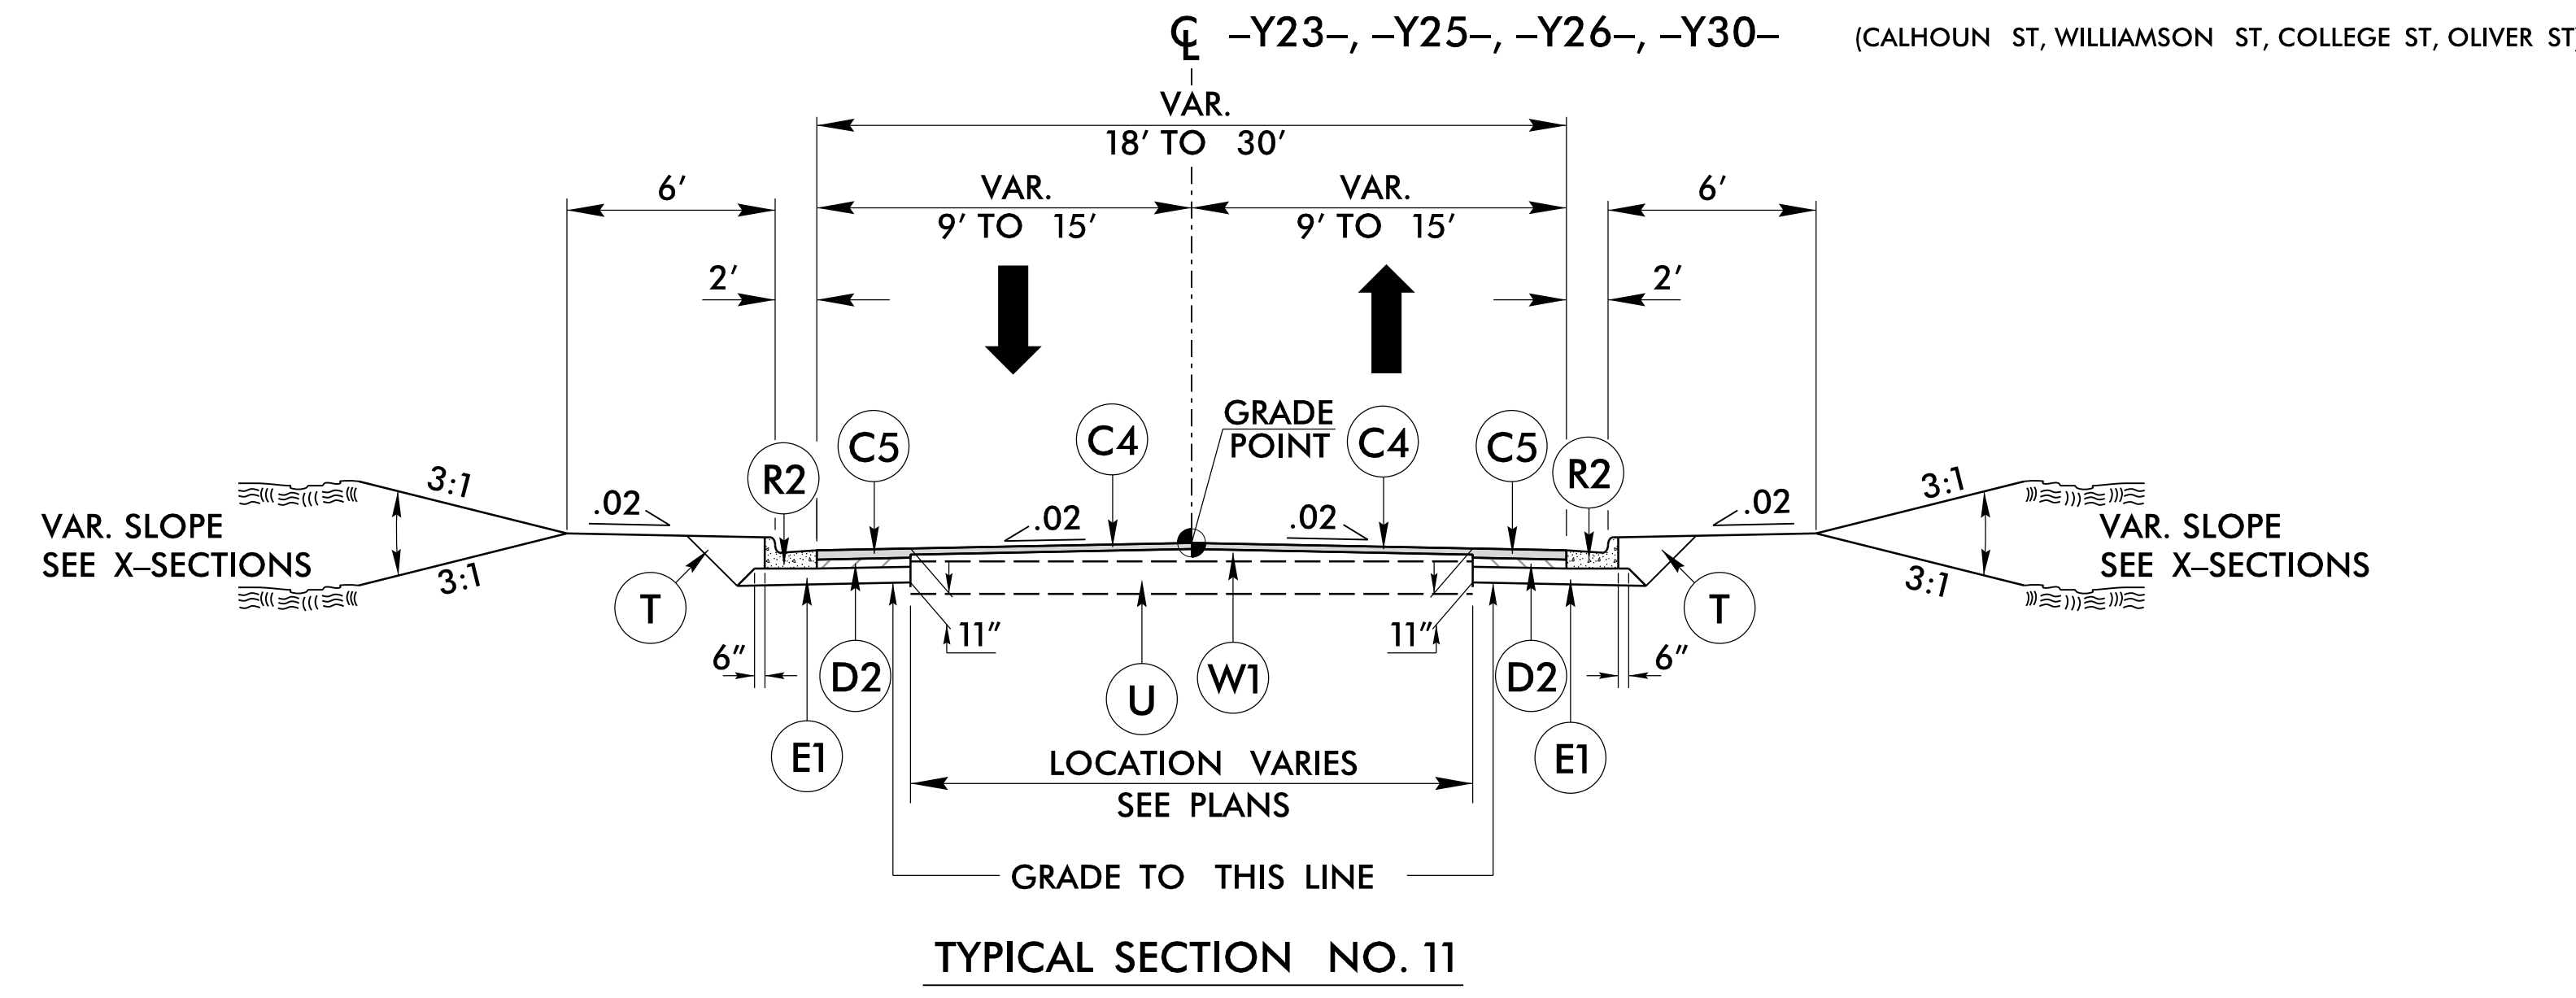 ℄ –Y23–, –Y25–, –Y26–, –Y30– (CALHOUN ST, WILLIAMSON ST, COLLEGE ST, OLIVER ST)
VAR.
18' TO 30'
6'
VAR.
9' TO 15'
VAR.
9' TO 15'
6'
2'
2'
GRADE
POINT
R2
C5
C4
C4
C5
R2
3:1
.02
.02
.02
.02
3:1
VAR. SLOPE
SEE X–SECTIONS
VAR. SLOPE
SEE X–SECTIONS
3:1
3:1
T
T
11"
11"
6"
6"
D2
U
W1
D2
E1
E1
LOCATION VARIES
SEE PLANS
GRADE TO THIS LINE
TYPICAL SECTION NO. 11